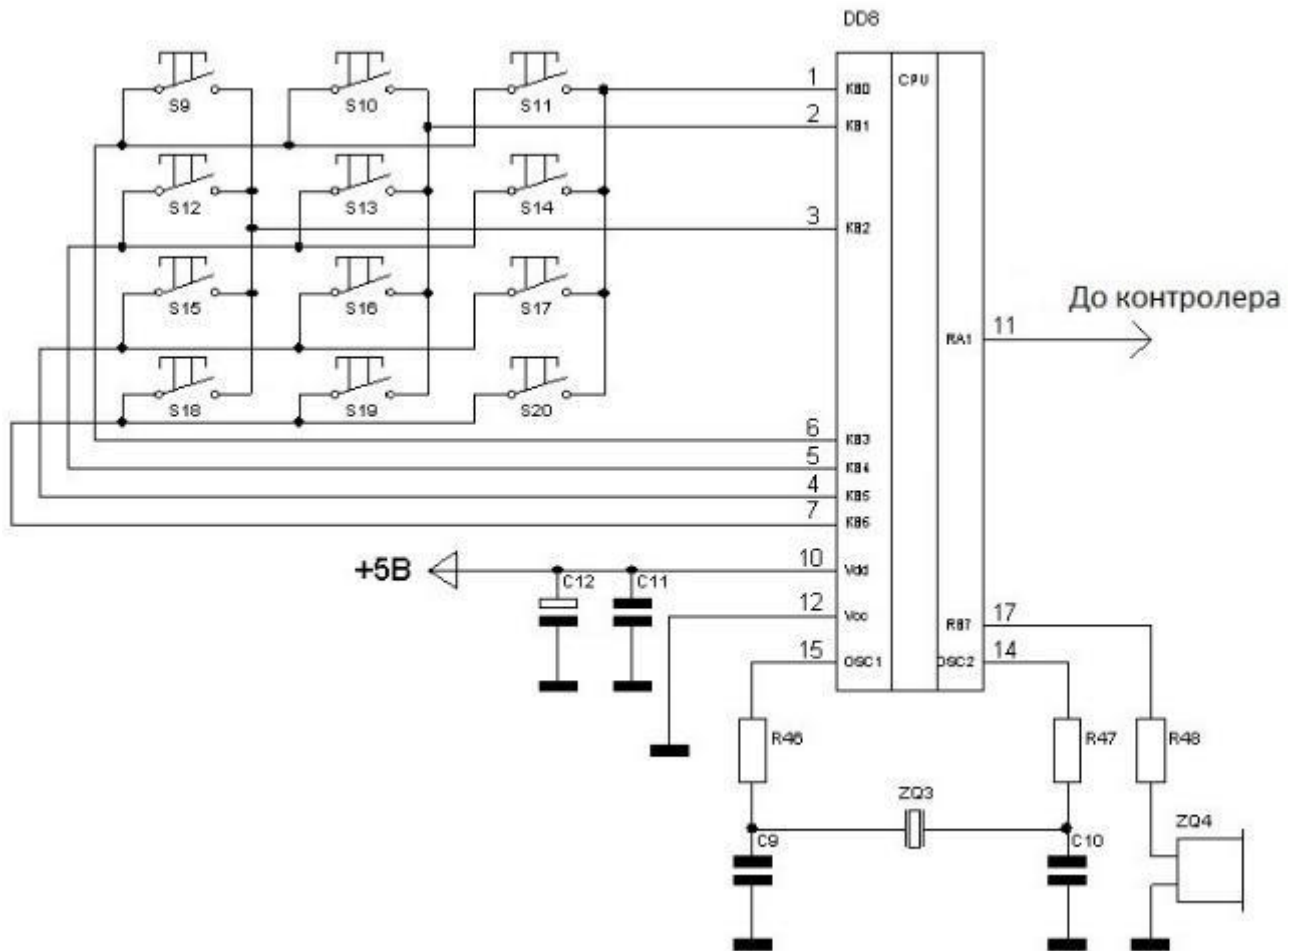 DD8
1 KB0 CPU
S9 S10 S11
2 KB1
S12 S13 S14
3 KB2
До контролера
S15 S16 S17
RA1 11
S18 S19 S20
6 KB3
5 KB4
4 KB5
7 KB6
+5В C12 C11 10 Vdd
12 Vcc
RB7 17
15 OSC1 OSC2 14
R46 R47 R48
ZQ3
C9 C10 ZQ4